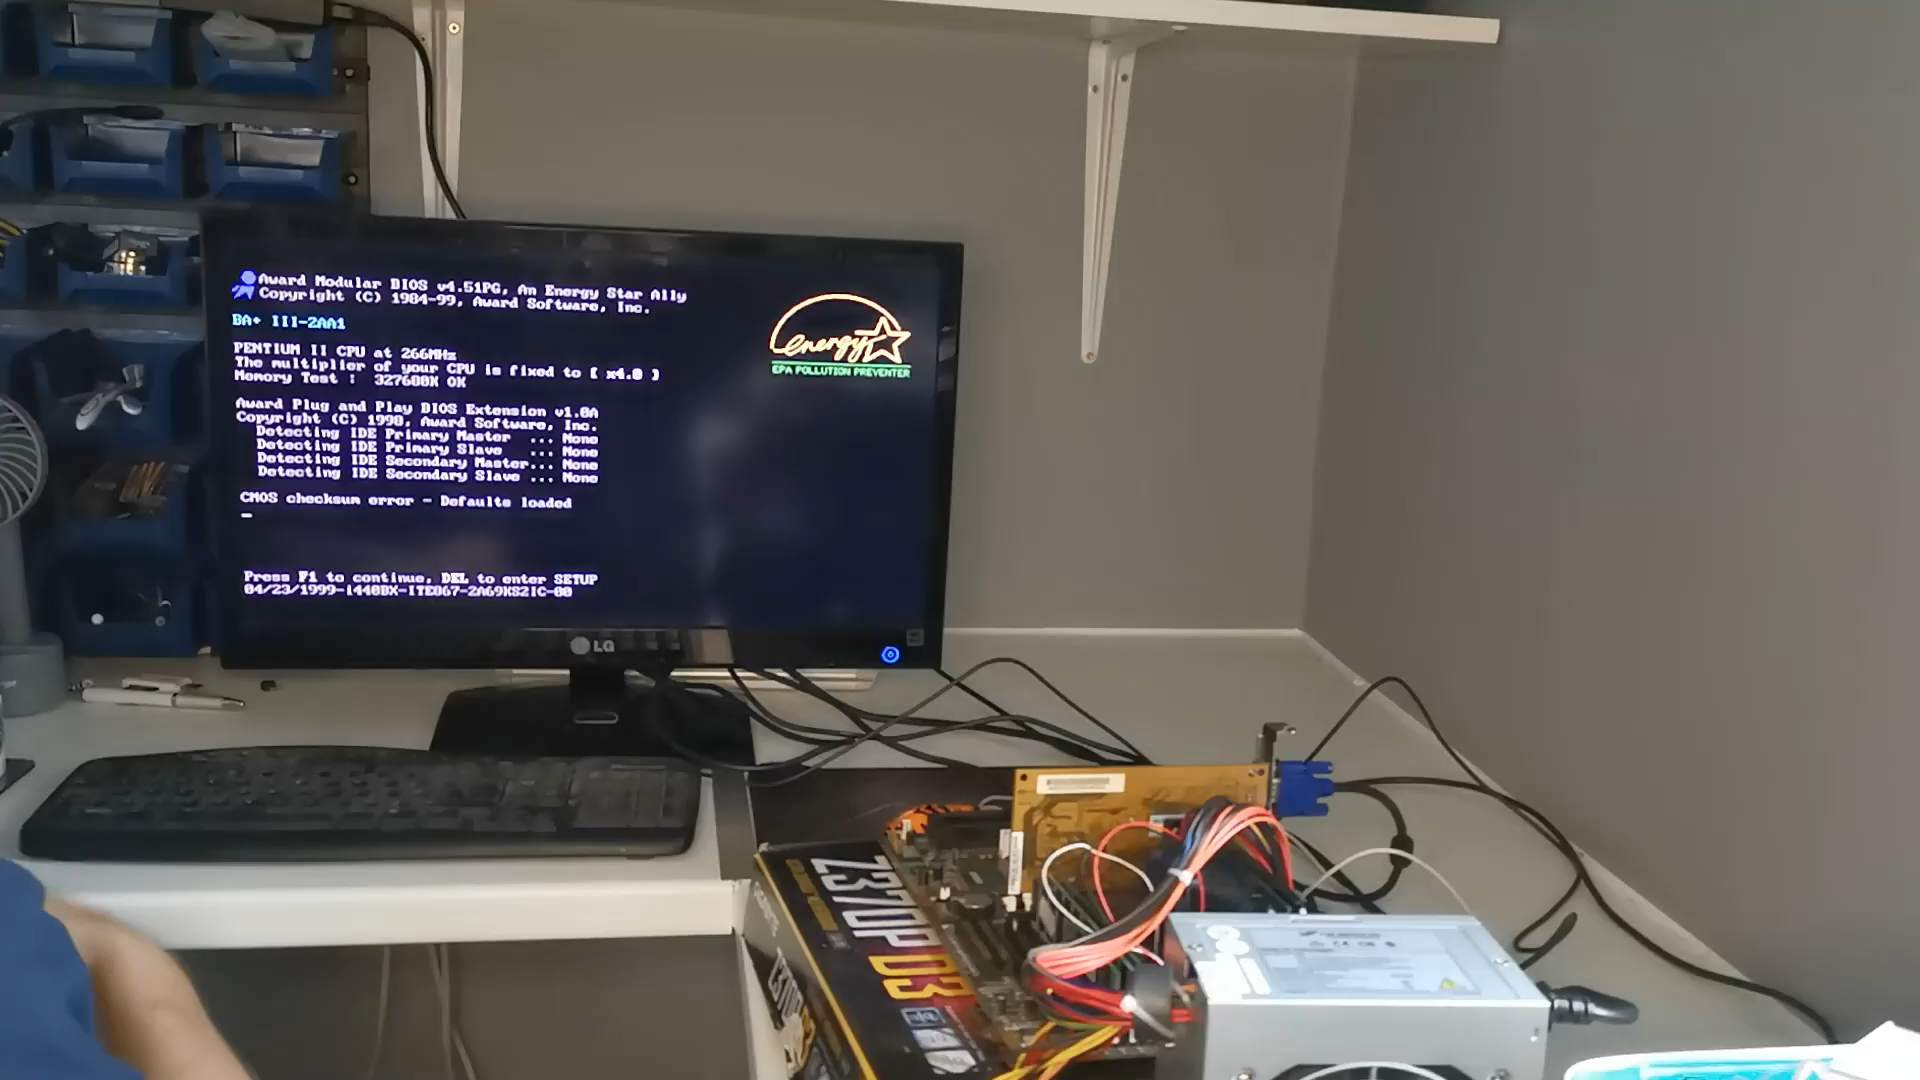 Award Modular BIOS v4.51PG, An Energy Star Ally
Copyright (C) 1984-99, Award Software, Inc.
BA+ III-2AA1
PENTIUM II CPU at 266MHz
The multiplier of your CPU is fixed to [ x4.0 ]
Memory Test :  327680K OK
Award Plug and Play BIOS Extension v1.0A
Copyright (C) 1998, Award Software, Inc.
Detecting IDE Primary Master ... None
Detecting IDE Primary Slave ... None
Detecting IDE Secondary Master... None
Detecting IDE Secondary Slave ... None
CMOS checksum error - Defaults loaded
Press F1 to continue, DEL to enter SETUP
04/23/1999-i440BX-ITE867-2A69KS2IC-00
energy
EPA POLLUTION PREVENTER
LG
Z370P D3